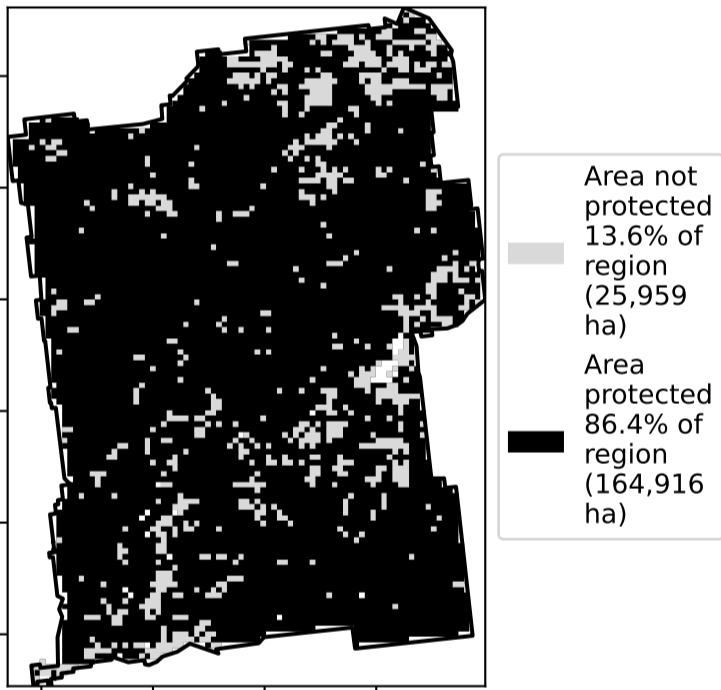 Area not
protected
13.6% of
region
(25,959
ha)
Area
protected
86.4% of
region
(164,916
ha)